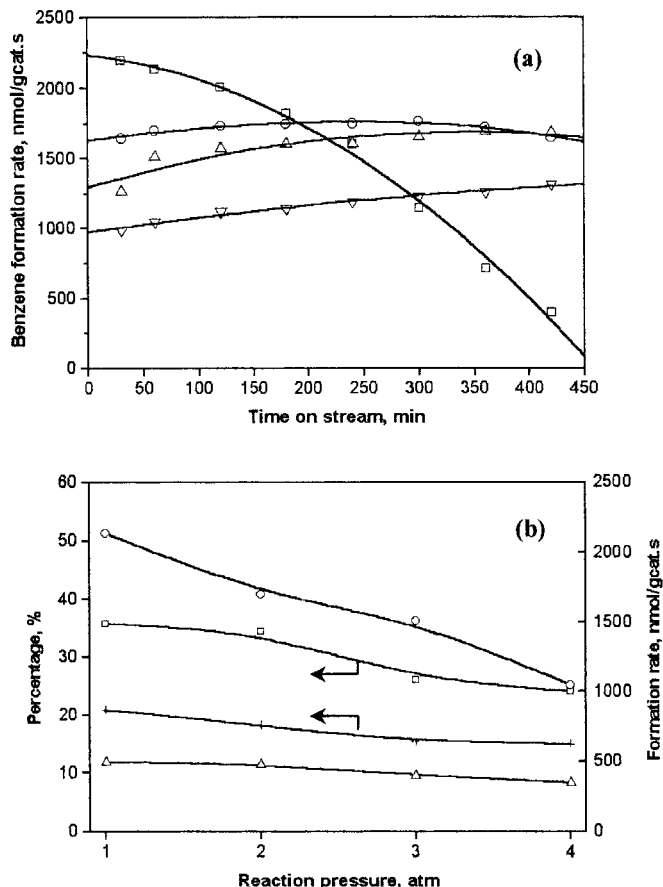 (a)
Benzene formation rate, nmol/gcat.s
2500
2000
1500
1000
500
0
0 50 100 150 200 250 300 350 400 450
Time on stream, min
(b)
Percentage, %
60
50
40
30
20
10
0
2500
2000
1500
1000
500
0
Formation rate, nmol/gcat.s
1 2 3 4
Reaction pressure, atm